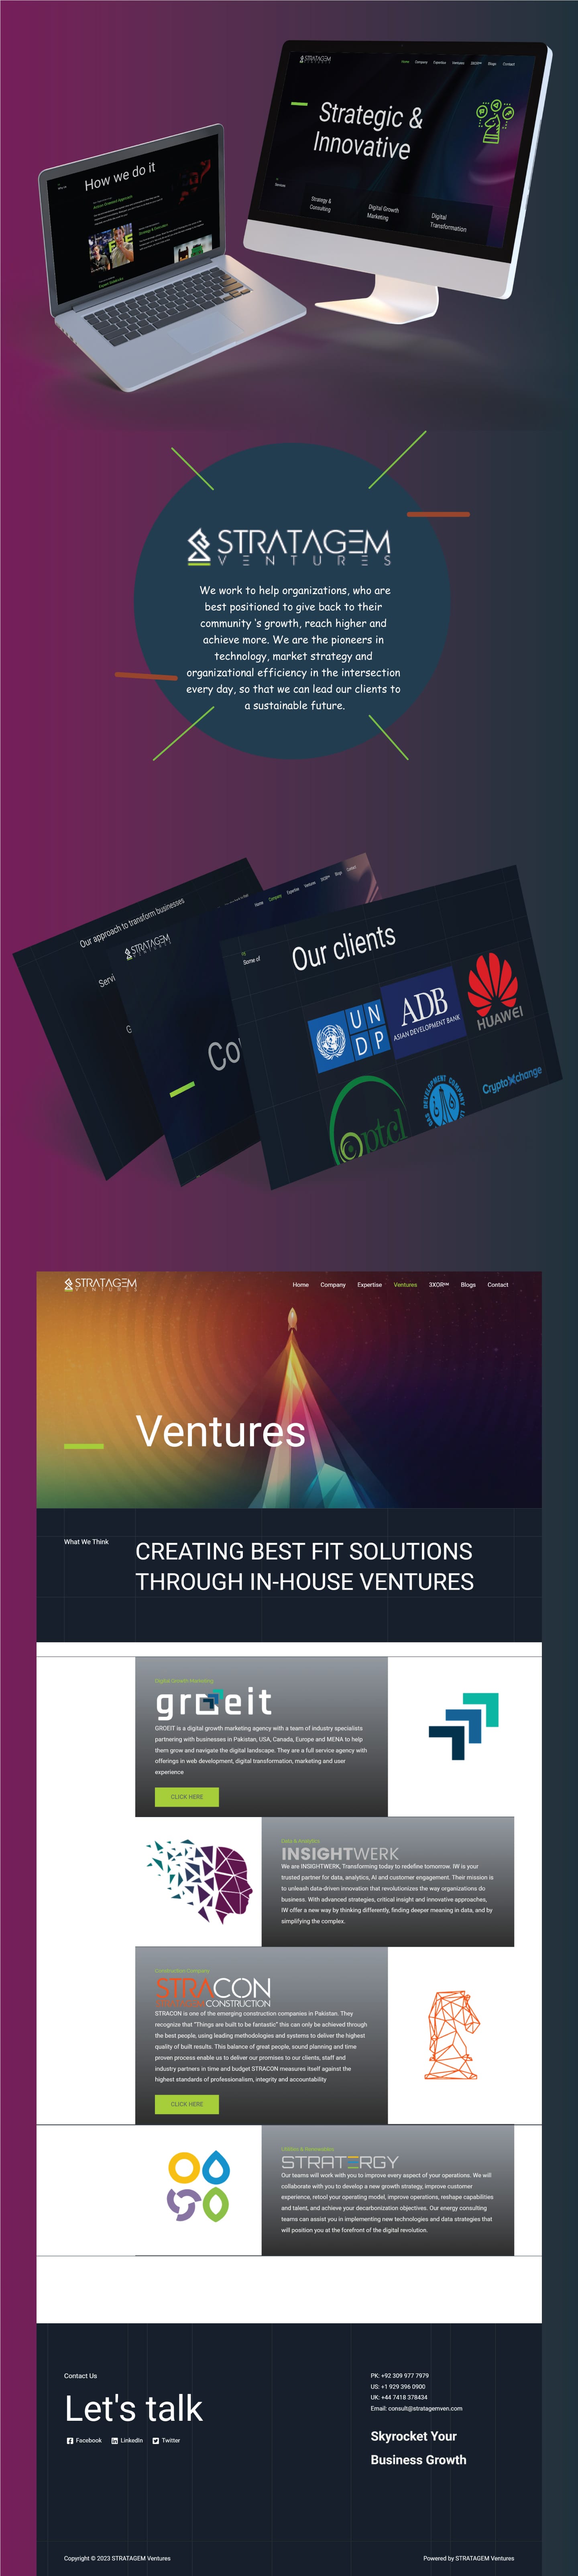 STRATAGEM
VENTURES
Home Company Expertise Ventures 3XOR℠ Blogs Contact
Strategic &
Innovative
Services
Strategy &
Consulting
Digital Growth
Marketing
Digital
Transformation
How we do it
STRATAGEM
VENTURES
We work to help organizations, who are
best positioned to give back to their
community 's growth, reach higher and
achieve more. We are the pioneers in
technology, market strategy and
organizational efficiency in the intersection
every day, so that we can lead our clients to
a sustainable future.
Our approach to transform businesses
Servi
G
Home Company Expertise Ventures 3XOR℠ Blogs Contact
STRATAGEM
Co
Some of
Our clients
UN
DP
ADB
ASIAN DEVELOPMENT BANK
HUAWEI
ptcl
DEVELOPMENT COMPANY
CryptoXchange
STRATAGEM
VENTURES
Home Company Expertise Ventures 3XOR℠ Blogs Contact
Ventures
What We Think
CREATING BEST FIT SOLUTIONS
THROUGH IN-HOUSE VENTURES
Digital Growth Marketing
groeit
GROEIT is a digital growth marketing agency with a team of industry specialists
partnering with businesses in Pakistan, USA, Canada, Europe and MENA to help
them grow and navigate the digital landscape. They are a full service agency with
offerings in web development, digital transformation, marketing and user
experience
CLICK HERE
Data & Analytics
INSIGHTWERK
We are INSIGHTWERK, Transforming today to redefine tomorrow. IW is your
trusted partner for data, analytics, AI and customer engagement. Their mission is
to unleash data-driven innovation that revolutionizes the way organizations do
business. With advanced strategies, critical insight and innovative approaches,
IW offer a new way by thinking differently, finding deeper meaning in data, and by
simplifying the complex.
Construction Company
STRACON
CONSTRUCTION
STRACON is one of the emerging construction companies in Pakistan. They
recognize that "Things are built to be fantastic" this can only be achieved through
the best people, using leading methodologies and systems to deliver the highest
quality of built results. This balance of great people, sound planning and time
proven process enable us to deliver our promises to our clients, staff and
industry partners in time and budget STRACON measures itself against the
highest standards of professionalism, integrity and accountability
CLICK HERE
Utilities & Renewables
STRATERGY
Our teams will work with you to improve every aspect of your operations. We will
collaborate with you to develop a new growth strategy, improve customer
experience, retool your operating model, improve operations, reshape capabilities
and talent, and achieve your decarbonization objectives. Our energy consulting
teams can assist you in implementing new technologies and data strategies that
will position you at the forefront of the digital revolution.
Contact Us
Let's talk
Facebook LinkedIn Twitter
PK: +92 309 977 7979
US: +1 929 396 0900
UK: +44 7418 378434
Email: consult@stratagemven.com
Skyrocket Your
Business Growth
Copyright © 2023 STRATAGEM Ventures
Powered by STRATAGEM Ventures